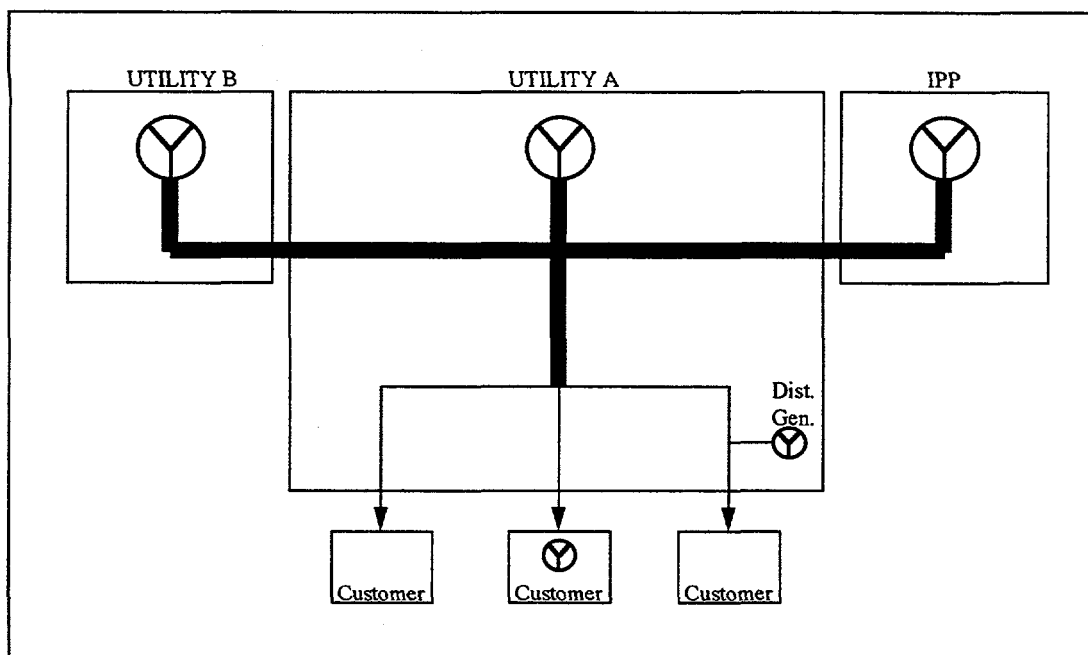 UTILITY B
UTILITY A
IPP
Dist.
Gen.
Customer
Customer
Customer